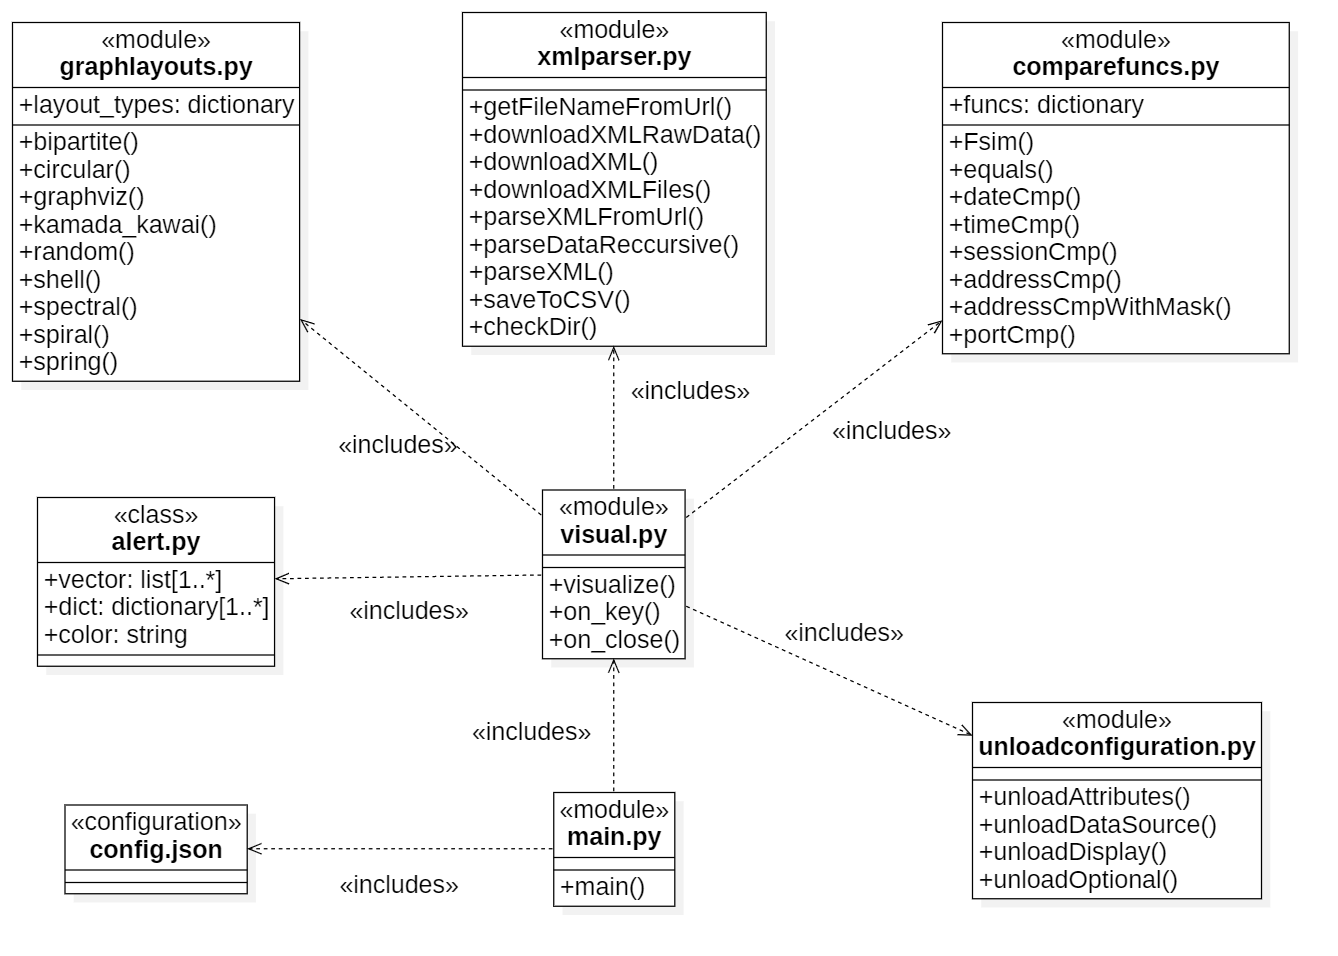 «module»
graphlayouts.py
+layout_types: dictionary
+bipartite()
+circular()
+graphviz()
+kamada_kawai()
+random()
+shell()
+spectral()
+spiral()
+spring()
«module»
xmlparser.py
+getFileNameFromUrl()
+downloadXMLRawData()
+downloadXML()
+downloadXMLFiles()
+parseXMLFromUrl()
+parseDataReccursive()
+parseXML()
+saveToCSV()
+checkDir()
«module»
comparefuncs.py
+funcs: dictionary
+Fsim()
+equals()
+dateCmp()
+timeCmp()
+sessionCmp()
+addressCmp()
+addressCmpWithMask()
+portCmp()
«includes»
«includes»
«includes»
«class»
alert.py
+vector: list[1..*]
+dict: dictionary[1..*]
+color: string
«includes»
«module»
visual.py
+visualize()
+on_key()
+on_close()
«includes»
«includes»
«module»
unloadconfiguration.py
+unloadAttributes()
+unloadDataSource()
+unloadDisplay()
+unloadOptional()
«configuration»
config.json
«includes»
«module»
main.py
+main()